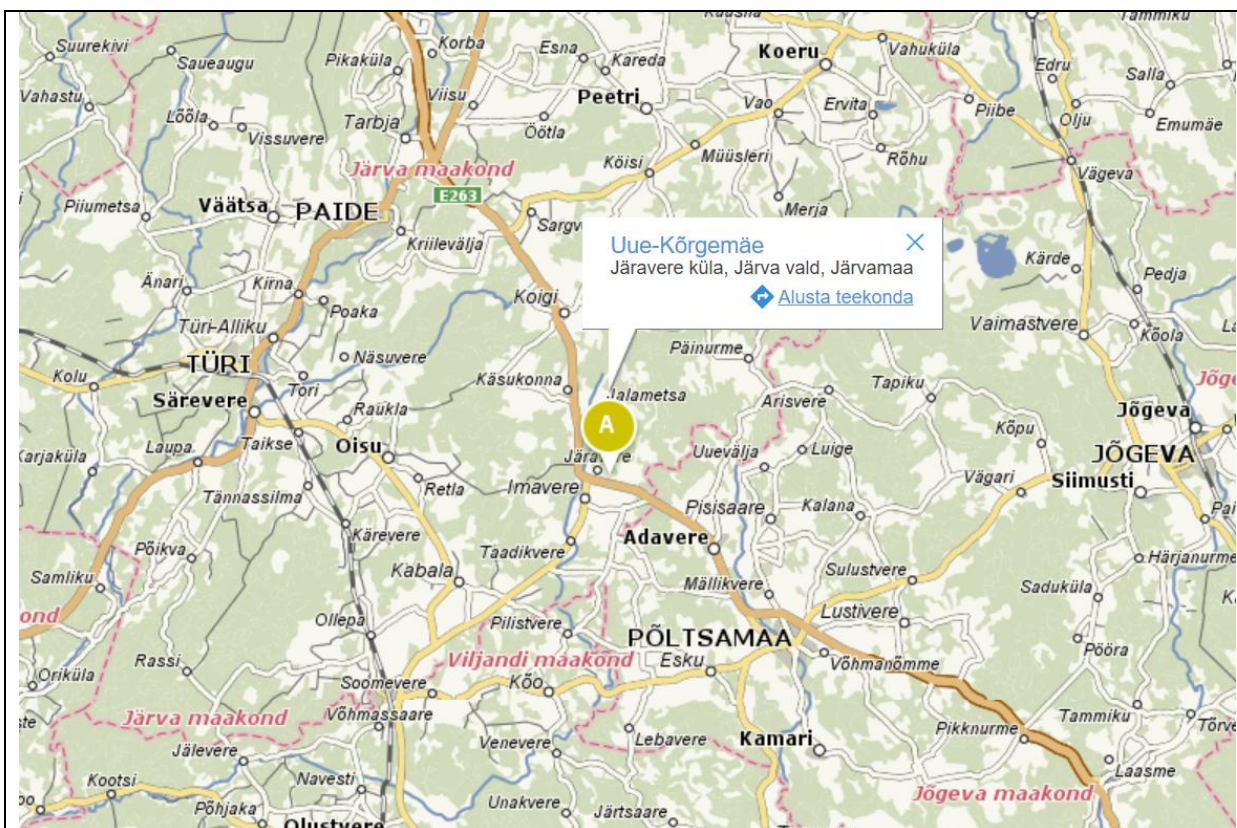 Suurekivi
Saueaugu
Pikaküla
Korba
Esna
Kareda
Koeru
Vahuküla
Tammiku
Edru
Salla
Vahastu
Lõõla
Vissuvere
Viisu
Peetri
Vao
Ervita
Piibe
Olju
Emumäe
Tarbja
Öötla
Müüsleri
Rõhu
Järva maakond
Köisi
Vägeva
E263
Piiumetsa
Väätsa
PAIDE
Merja
Kriilevälja
Uue-Kõrgemäe
Järavere küla, Järva vald, Järvamaa
Alusta teekonda
Kärde
Pedja
Änari
Kirna
Poaka
Koigi
Türi-Alliku
Vaimastvere
Kõola
Näsuvere
Päinurme
TÜRI
Kolu
Tori
Käsukonna
Jalametsa
Arisvere
Tapiku
Särevere
Raukla
A
Jõgeva
Karjaküla
Laupa
Taikse
Oisu
Uuevälja
Luige
Kõpu
JÕGEVA
Retla
Imavere
Vägari
Siimusti
Tännassilma
Pisisaare
Kalana
Kärevere
Adavere
Põikva
Taadikvere
Härjanurme
Samliku
Kabala
Mällikvere
Sulustvere
Saduküla
Ollepa
Pilistvere
Lustivere
PÕLTSAMAA
Pööra
Rassi
Viljandi maakond
Esku
Võhmanõmme
Oriküla
Soomevere
Kõo
Järva maakond
Võhmassaare
Tammiku
Pikknurme
Jälevere
Venevere
Lebavere
Kamari
Laasme
Kootsi
Navesti
Jõgeva maakond
Põhjaka
Unakvere
Järtsaare
Olustvere